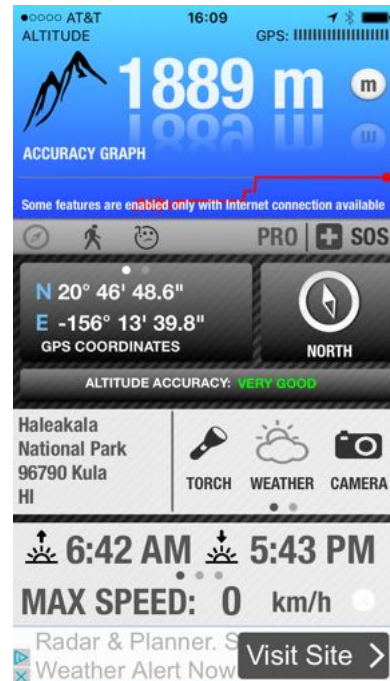 AT&T 16:09
ALTITUDE GPS:
1889 m m
ACCURACY GRAPH
Some features are enabled only with Internet connection available
PRO SOS
N 20° 46' 48.6"
E -156° 13' 39.8"
GPS COORDINATES
NORTH
ALTITUDE ACCURACY: VERY GOOD
Haleakala
National Park
96790 Kula
HI
TORCH WEATHER CAMERA
6:42 AM 5:43 PM
MAX SPEED: 0 km/h
Radar & Planner. S
Weather Alert Now
Visit Site